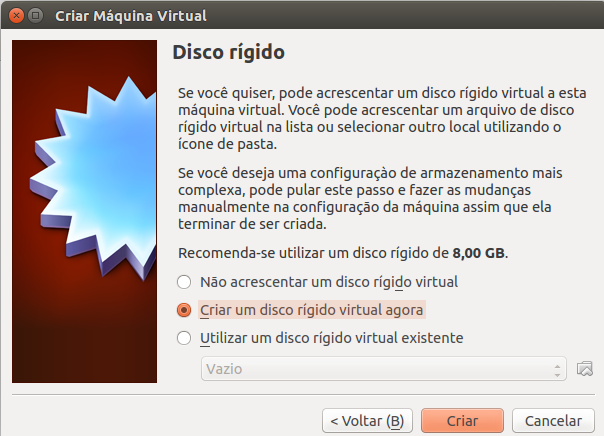 Criar Máquina Virtual
Disco rígido
Se você quiser, pode acrescentar um disco rígido virtual a esta
máquina virtual. Você pode acrescentar um arquivo de disco
rígido virtual na lista ou selecionar outro local utilizando o
ícone de pasta.
Se você deseja uma configuraçào de armazenamento mais
complexa, pode pular este passo e fazer as mudanças
manualmente na configuração da máquina assim que ela
terminar de ser criada.
Recomenda-se utilizar um disco rígido de 8,00 GB.
Não acrescentar um disco rígido virtual
Criar um disco rígido virtual agora
Utilizar um disco rígido virtual existente
Vazio
< Voltar (B)
Criar
Cancelar